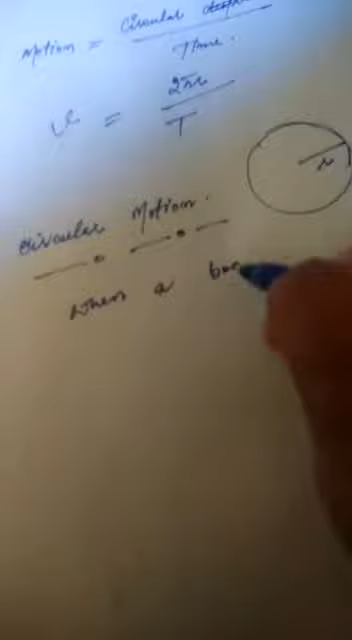 Motion = Circular
Time.
v = 2πr
T
r
Circular Motion.
When a bo